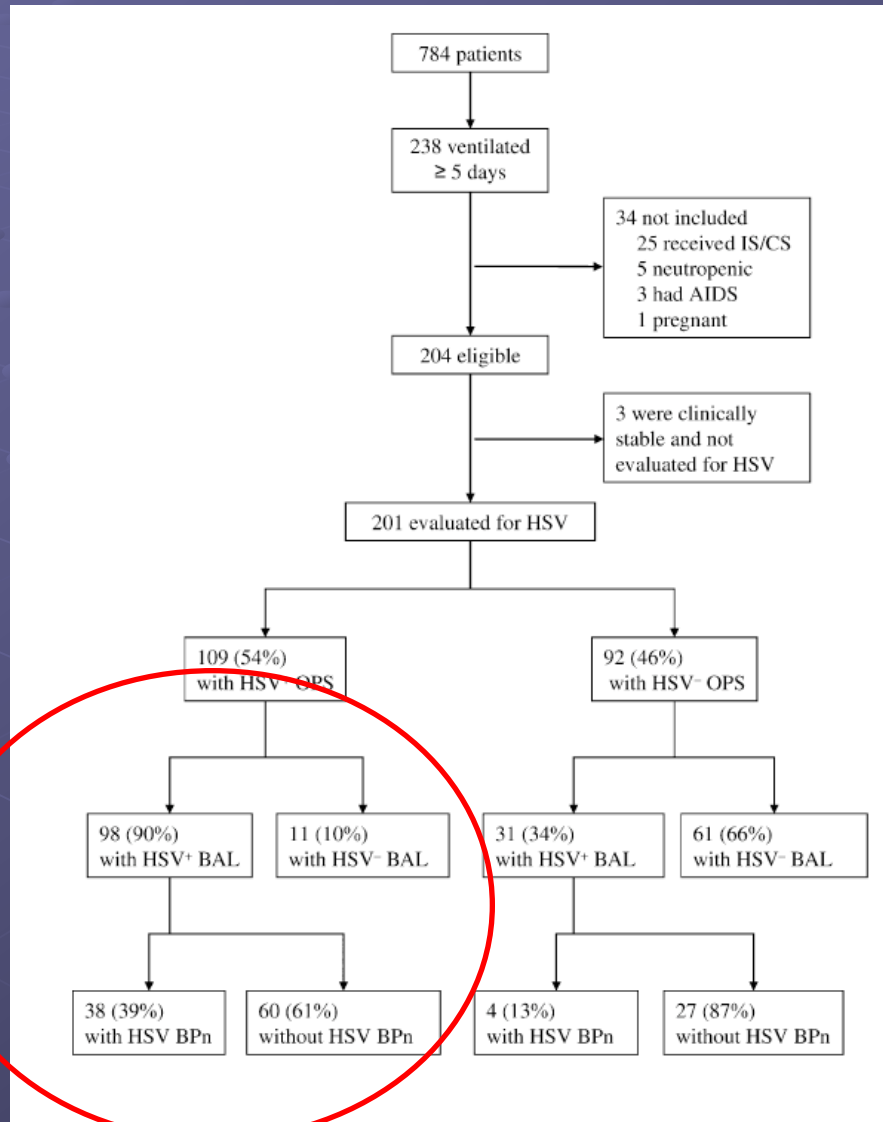 784 patients
238 ventilated
≥ 5 days
34 not included
25 received IS/CS
5 neutropenic
3 had AIDS
1 pregnant
204 eligible
3 were clinically
stable and not
evaluated for HSV
201 evaluated for HSV
109 (54%)
with HSV⁺ OPS
92 (46%)
with HSV⁻ OPS
98 (90%)
with HSV⁺ BAL
11 (10%)
with HSV⁻ BAL
31 (34%)
with HSV⁺ BAL
61 (66%)
with HSV⁻ BAL
38 (39%)
with HSV BPn
60 (61%)
without HSV BPn
4 (13%)
with HSV BPn
27 (87%)
without HSV BPn